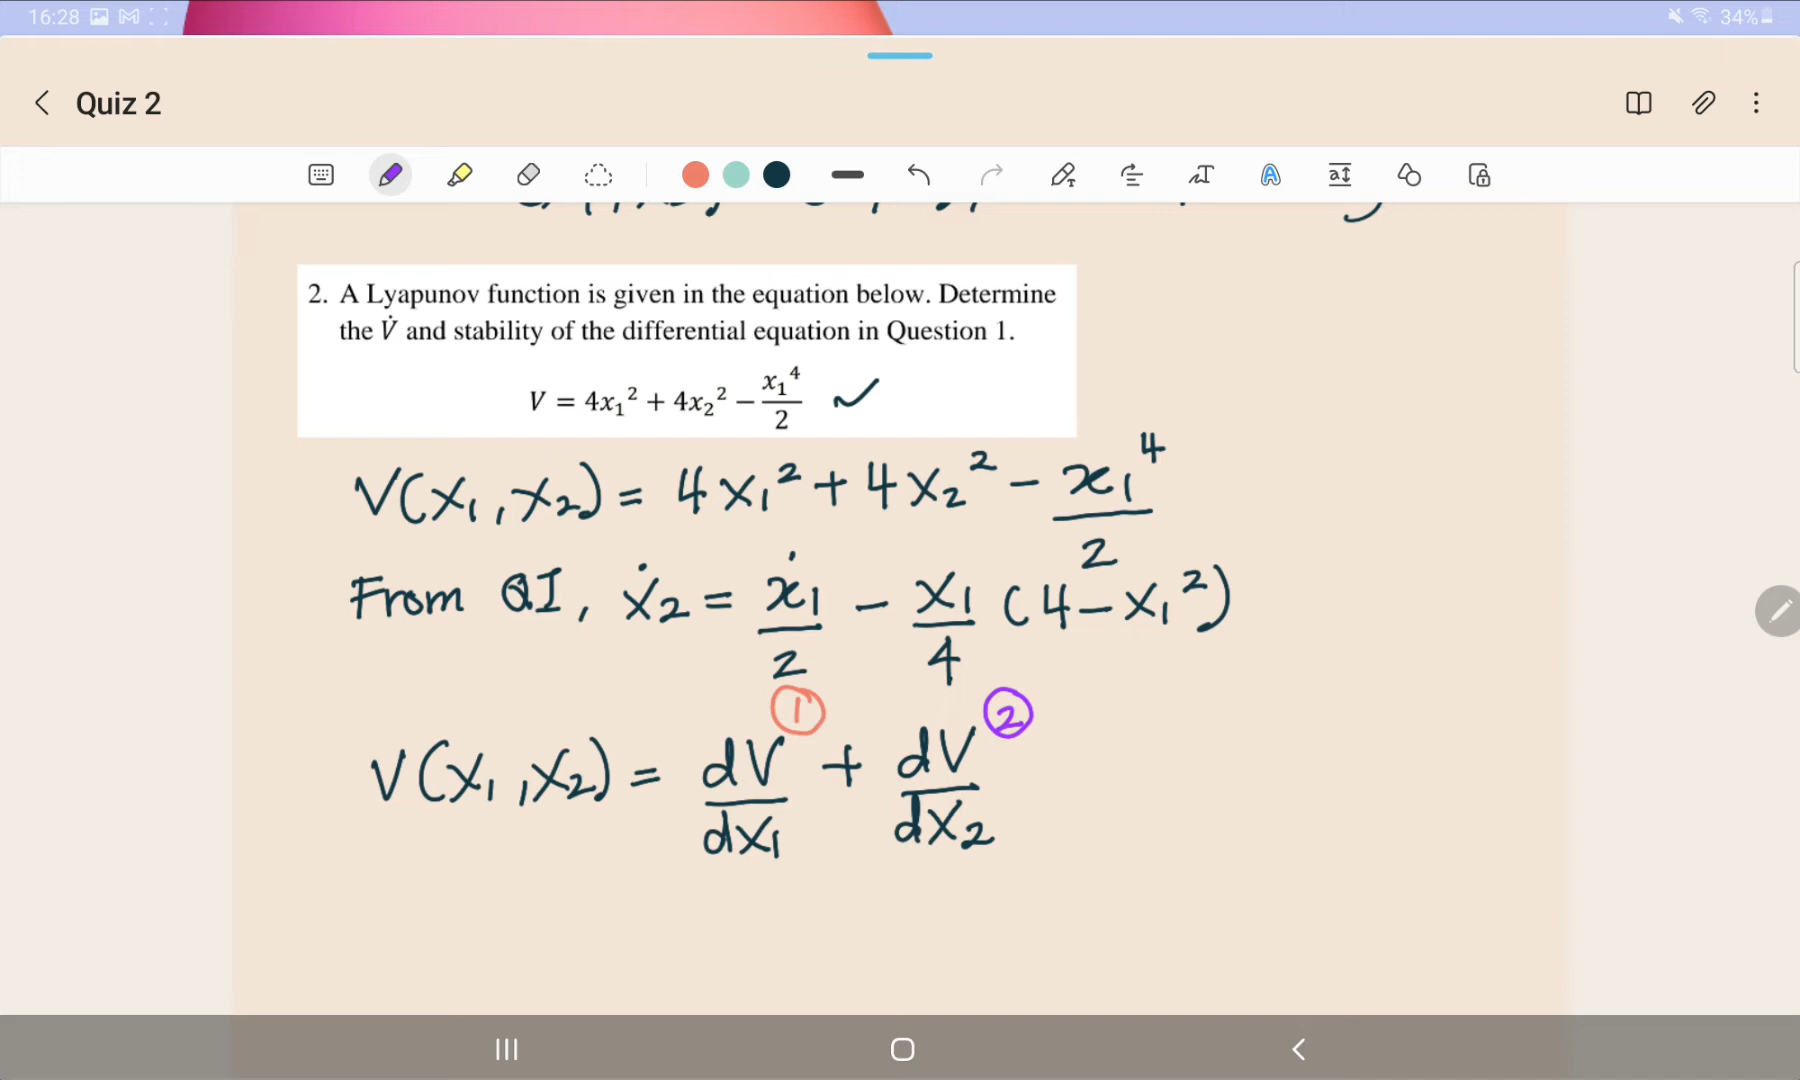 16:28
34%
Quiz 2
2. A Lyapunov function is given in the equation below. Determine
the V̇ and stability of the differential equation in Question 1.
V = 4x₁² + 4x₂² − x₁⁴/2 ✓
V(x₁, x₂) = 4x₁² + 4x₂² − x₁⁴/2
From QI, ẋ₂ = ẋ₁/2 − x₁/4 (4 − x₁²)
① ②
V(x₁, x₂) = dV/dx₁ + dV/dx₂